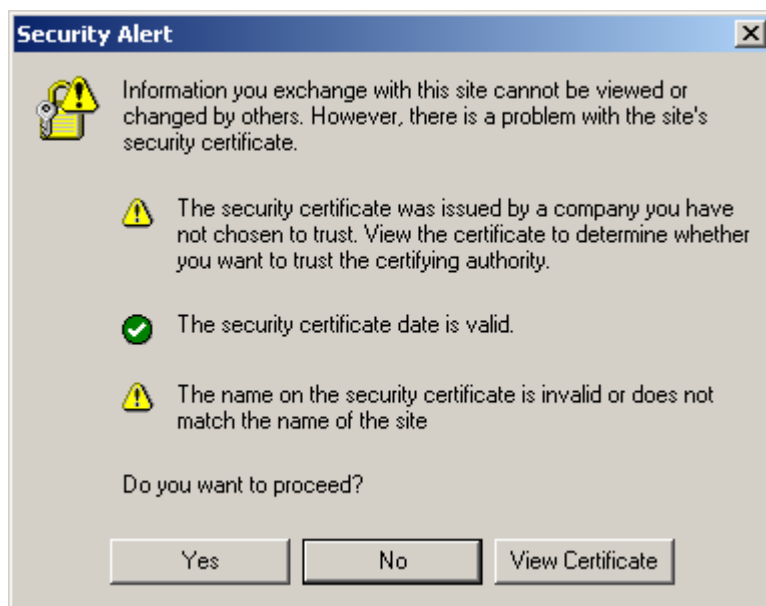 Security Alert
Information you exchange with this site cannot be viewed or
changed by others. However, there is a problem with the site's
security certificate.
The security certificate was issued by a company you have
not chosen to trust. View the certificate to determine whether
you want to trust the certifying authority.
The security certificate date is valid.
The name on the security certificate is invalid or does not
match the name of the site
Do you want to proceed?
Yes
No
View Certificate